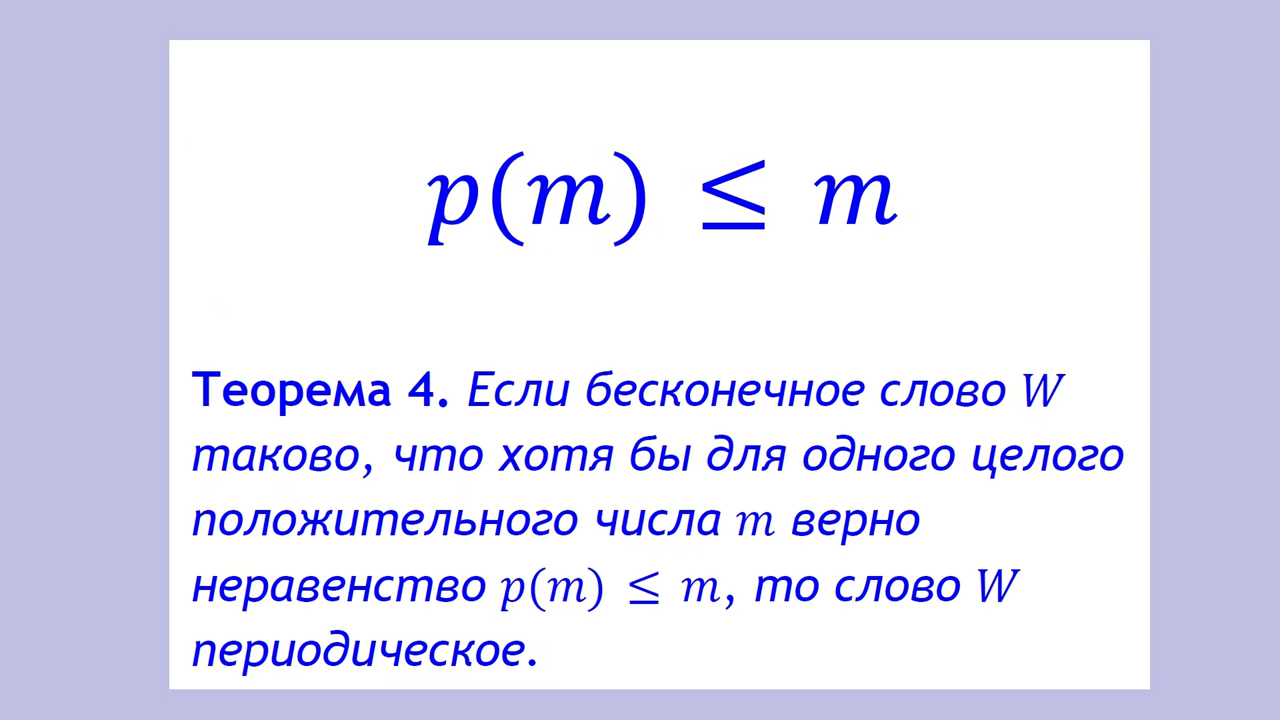 p(m) ≤ m
Теорема 4. Если бесконечное слово W
таково, что хотя бы для одного целого
положительного числа m верно
неравенство p(m) ≤ m, то слово W
периодическое.